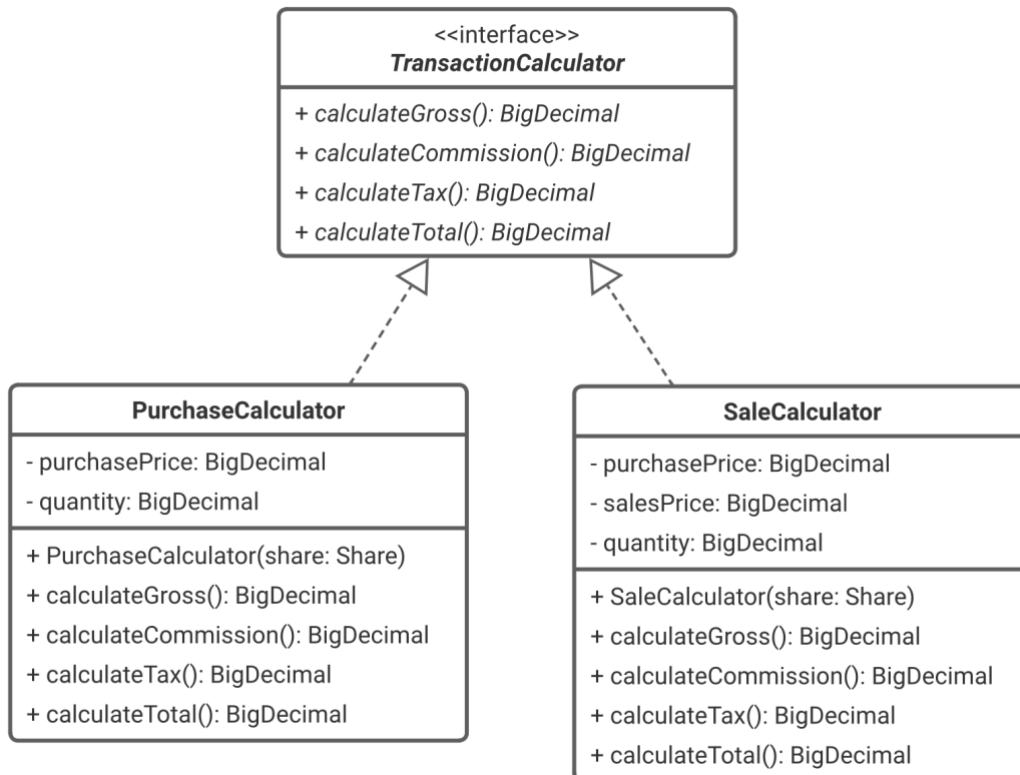 <<interface>>
TransactionCalculator
+ calculateGross(): BigDecimal
+ calculateCommission(): BigDecimal
+ calculateTax(): BigDecimal
+ calculateTotal(): BigDecimal
PurchaseCalculator
- purchasePrice: BigDecimal
- quantity: BigDecimal
+ PurchaseCalculator(share: Share)
+ calculateGross(): BigDecimal
+ calculateCommission(): BigDecimal
+ calculateTax(): BigDecimal
+ calculateTotal(): BigDecimal
SaleCalculator
- purchasePrice: BigDecimal
- salesPrice: BigDecimal
- quantity: BigDecimal
+ SaleCalculator(share: Share)
+ calculateGross(): BigDecimal
+ calculateCommission(): BigDecimal
+ calculateTax(): BigDecimal
+ calculateTotal(): BigDecimal